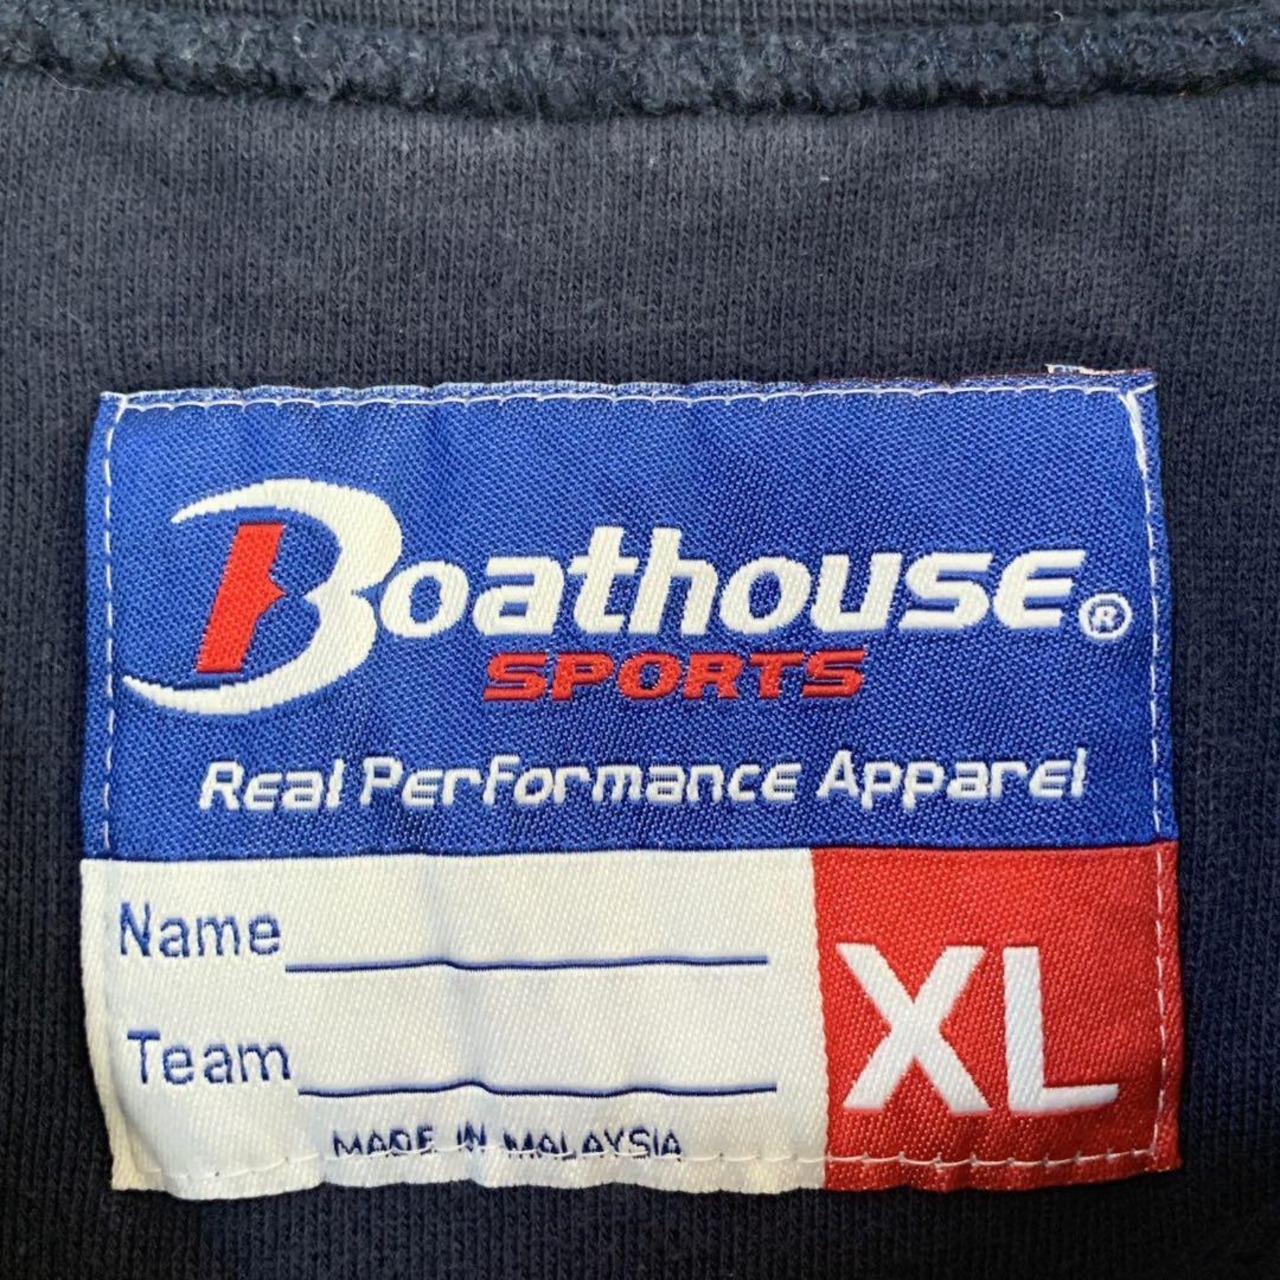 Boathouse®
SPORTS
Real Performance Apparel
Name
Team
XL
MADE IN MALAYSIA